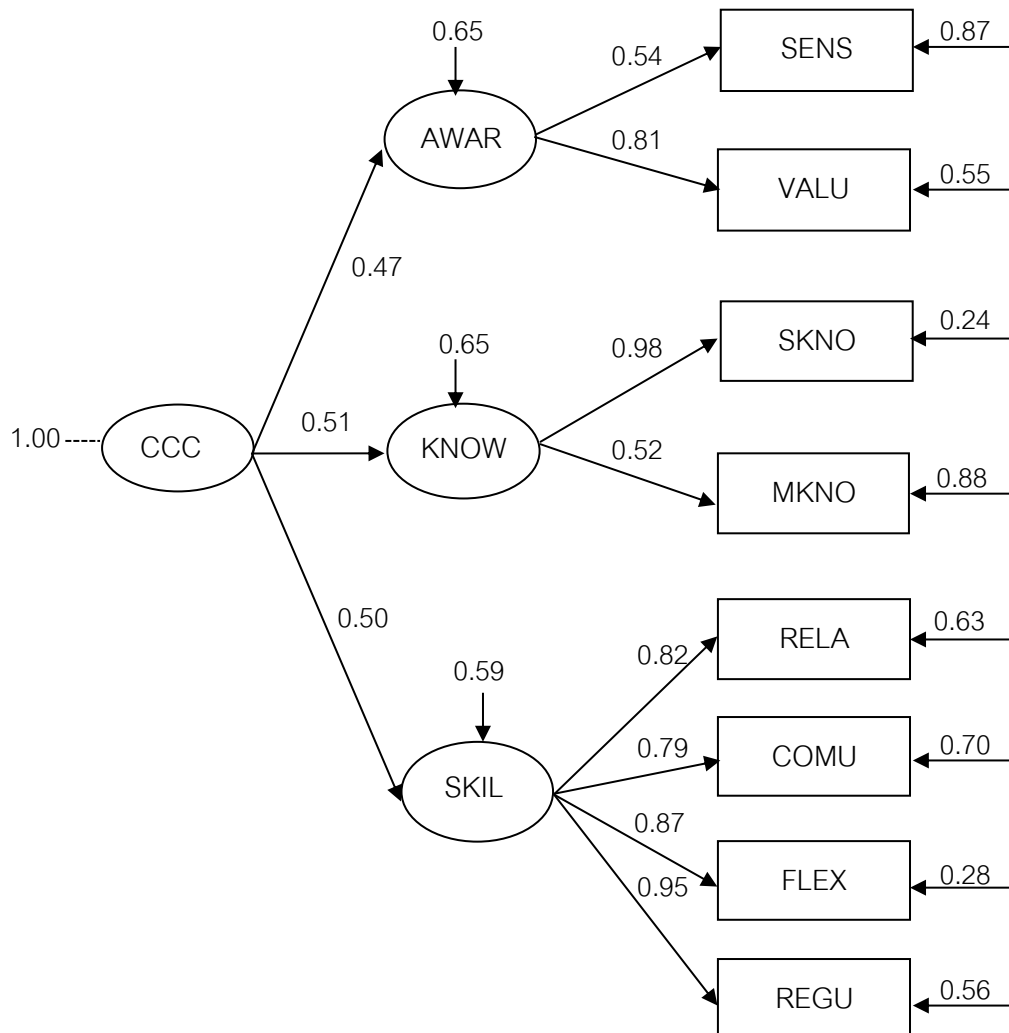 0.65
0.54
SENS
0.87
AWAR
0.81
VALU
0.55
0.47
0.65
0.98
SKNO
0.24
1.00
CCC
0.51
KNOW
0.52
MKNO
0.88
0.50
0.59
0.82
RELA
0.63
SKIL
0.79
COMU
0.70
0.87
FLEX
0.28
0.95
REGU
0.56